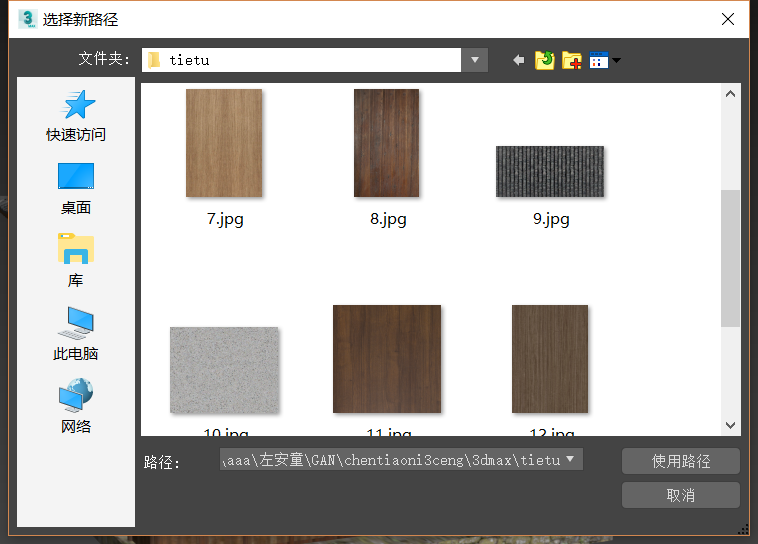 选择新路径
文件夹：
tietu
快速访问
桌面
库
此电脑
网络
7.jpg
8.jpg
9.jpg
10.jpg
11.jpg
12.jpg
路径：
\aaa\左安童\GAN\chentiaoni3ceng\3dmax\tietu
使用路径
取消